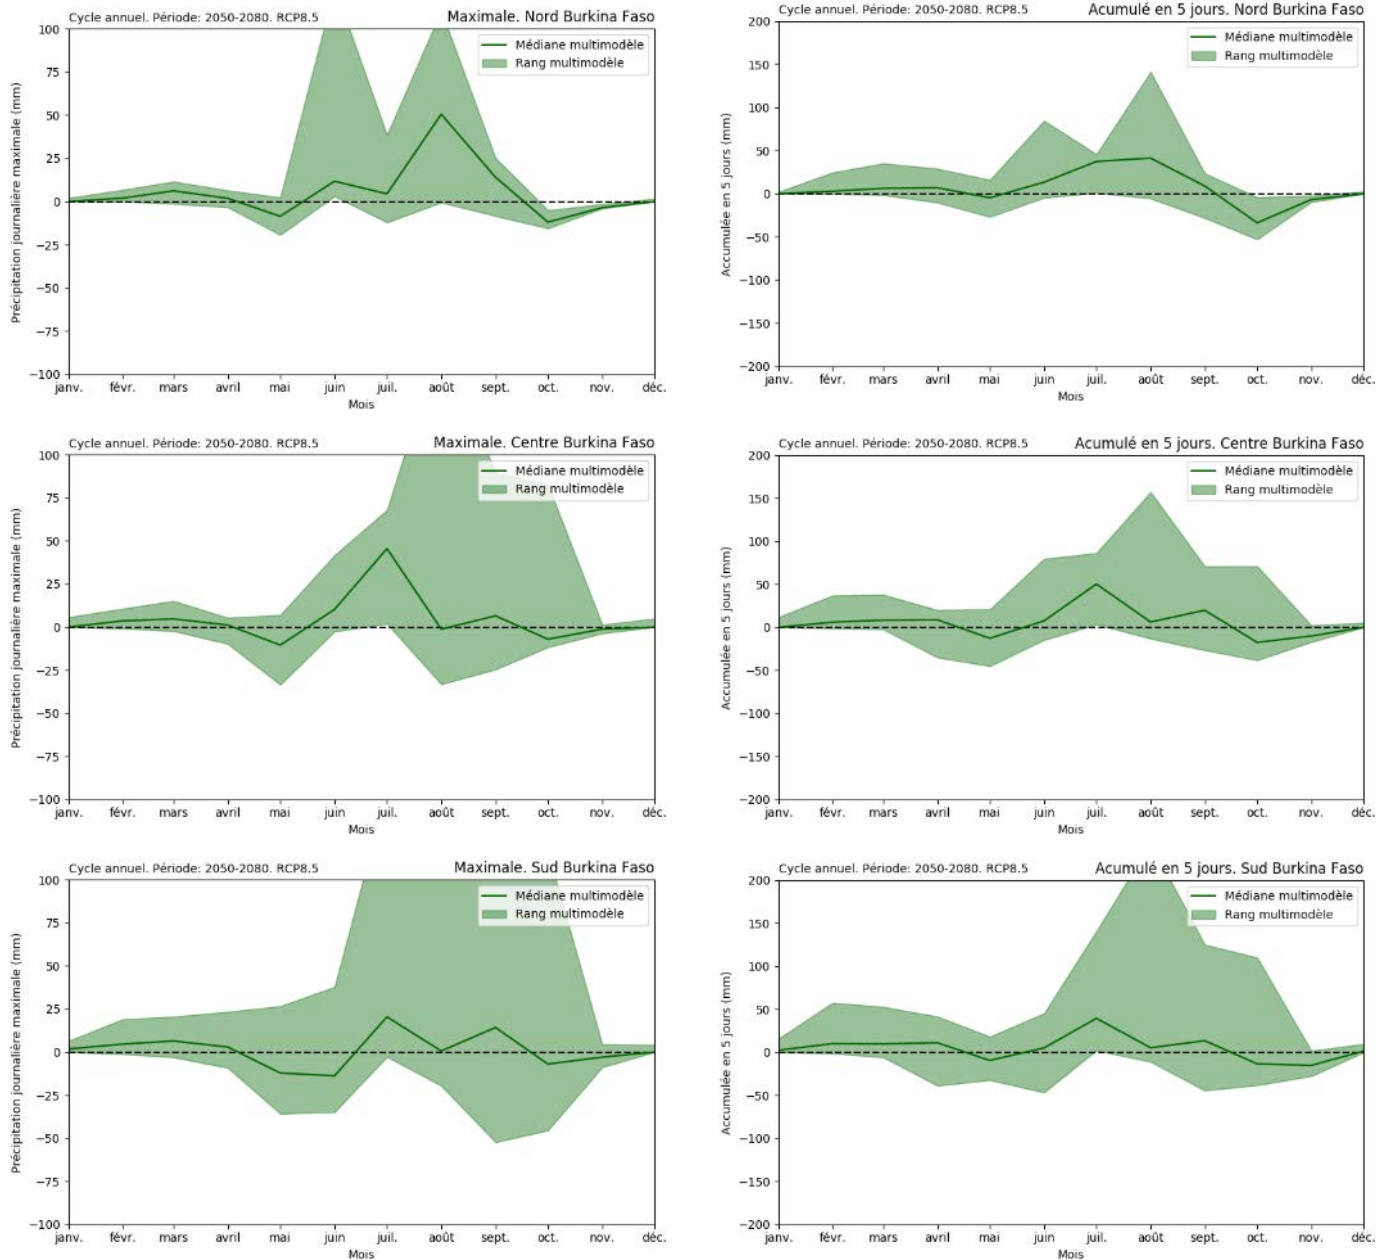 Cycle annuel. Période: 2050-2080. RCP8.5
Maximale. Nord Burkina Faso
Médiane multimodèle
Rang multimodèle
Précipitation journalière maximale (mm)
100
75
50
25
0
−25
−50
−75
−100
janv. févr. mars avril mai juin juil. août sept. oct. nov. déc.
Mois
Cycle annuel. Période: 2050-2080. RCP8.5
Acumulé en 5 jours. Nord Burkina Faso
Médiane multimodèle
Rang multimodèle
Accumulée en 5 jours (mm)
200
150
100
50
0
−50
−100
−150
−200
janv. févr. mars avril mai juin juil. août sept. oct. nov. déc.
Mois
Cycle annuel. Période: 2050-2080. RCP8.5
Maximale. Centre Burkina Faso
Médiane multimodèle
Rang multimodèle
Précipitation journalière maximale (mm)
100
75
50
25
0
−25
−50
−75
−100
janv. févr. mars avril mai juin juil. août sept. oct. nov. déc.
Mois
Cycle annuel. Période: 2050-2080. RCP8.5
Acumulé en 5 jours. Centre Burkina Faso
Médiane multimodèle
Rang multimodèle
Accumulée en 5 jours (mm)
200
150
100
50
0
−50
−100
−150
−200
janv. févr. mars avril mai juin juil. août sept. oct. nov. déc.
Mois
Cycle annuel. Période: 2050-2080. RCP8.5
Maximale. Sud Burkina Faso
Médiane multimodèle
Rang multimodèle
Précipitation journalière maximale (mm)
100
75
50
25
0
−25
−50
−75
−100
janv. févr. mars avril mai juin juil. août sept. oct. nov. déc.
Mois
Cycle annuel. Période: 2050-2080. RCP8.5
Acumulé en 5 jours. Sud Burkina Faso
Médiane multimodèle
Rang multimodèle
Accumulée en 5 jours (mm)
200
150
100
50
0
−50
−100
−150
−200
janv. févr. mars avril mai juin juil. août sept. oct. nov. déc.
Mois